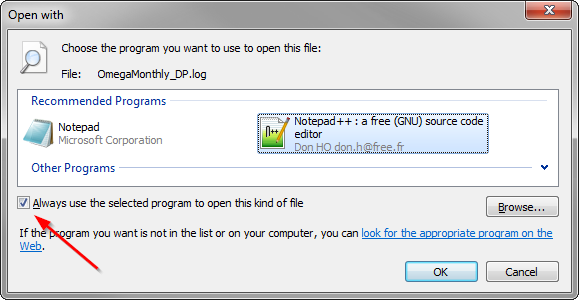 Open with
Choose the program you want to use to open this file:
File: OmegaMonthly_DP.log
Recommended Programs
Notepad
Microsoft Corporation
Notepad++ : a free (GNU) source code
editor
Don HO don.h@free.fr
Other Programs
Always use the selected program to open this kind of file
Browse...
If the program you want is not in the list or on your computer, you can look for the appropriate program on the
Web.
OK
Cancel